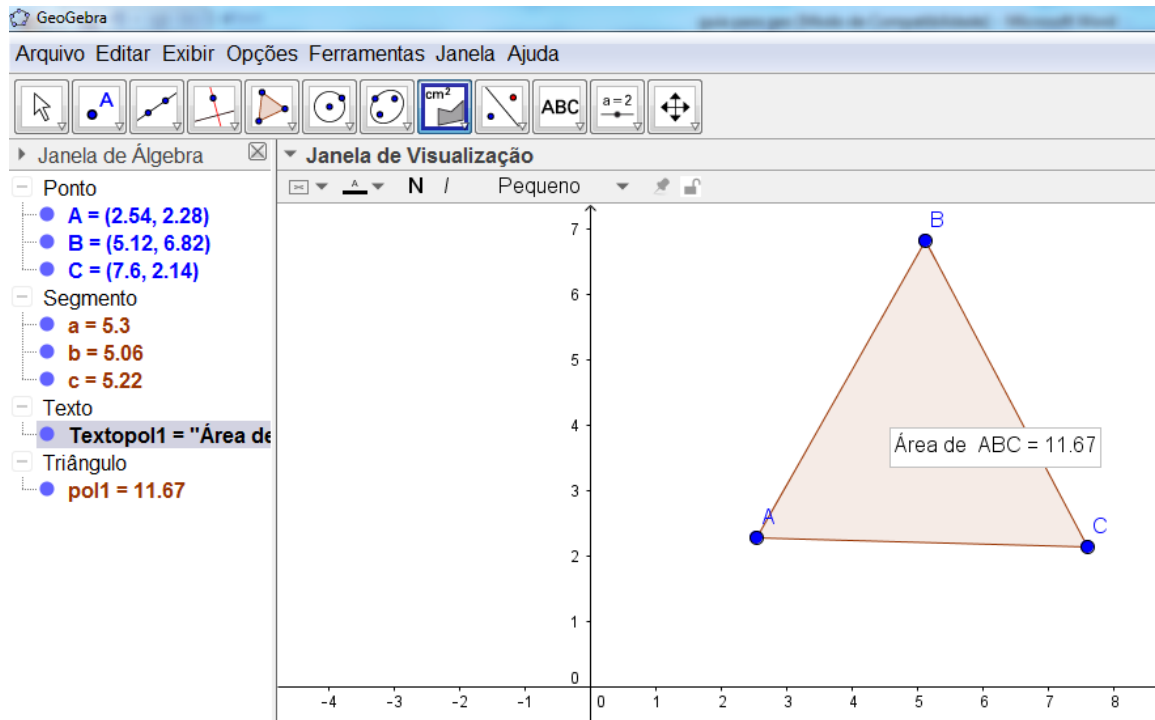 GeoGebra
Arquivo Editar Exibir Opções Ferramentas Janela Ajuda
A
cm²
ABC
a = 2
Janela de Álgebra
Janela de Visualização
A
N I Pequeno
Ponto
A = (2.54, 2.28)
B = (5.12, 6.82)
C = (7.6, 2.14)
Segmento
a = 5.3
b = 5.06
c = 5.22
Texto
Textopol1 = "Área de
Triângulo
pol1 = 11.67
B
Área de ABC = 11.67
A
C
7
6
5
4
3
2
1
0
-4 -3 -2 -1 0 1 2 3 4 5 6 7 8